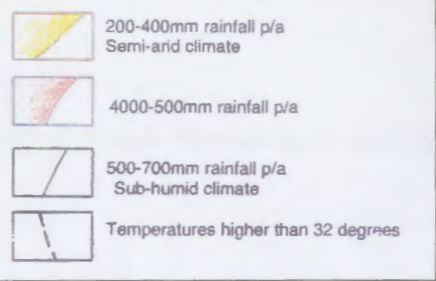 200-400mm rainfall p/a
Semi-arid climate
4000-500mm rainfall p/a
500-700mm rainfall p/a
Sub-humid climate
Temperatures higher than 32 degrees